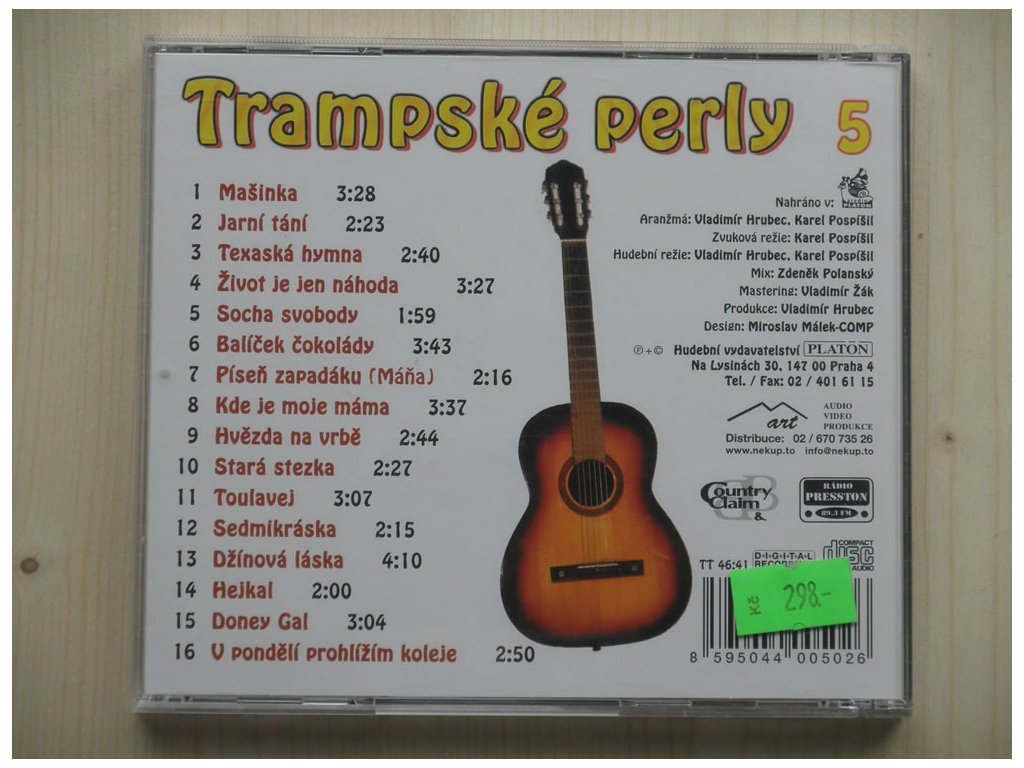 Trampské perly 5
1 Mašinka 3:28
2 Jarní tání 2:23
3 Texaská hymna 2:40
4 Život je jen náhoda 3:27
5 Socha svobody 1:59
6 Balíček čokolády 3:43
7 Píseň zapadáku (Máňa) 2:16
8 Kde je moje máma 3:37
9 Hvězda na vrbě 2:44
10 Stará stezka 2:27
11 Toulavej 3:07
12 Sedmikráska 2:15
13 Džínová láska 4:10
14 Hejkal 2:00
15 Doney Gal 3:04
16 V pondělí prohlížím koleje 2:50
Nahráno v:
PLATON
Aranžmá: Vladimír Hrubec, Karel Pospíšil
Zvuková režie: Karel Pospíšil
Hudební režie: Vladimír Hrubec, Karel Pospíšil
Mix: Zdeněk Polanský
Mastering: Vladimír Žák
Produkce: Vladimír Hrubec
Design: Miroslav Málek-COMP
℗+© Hudební vydavatelství PLATÓN
Na Lysinách 30, 147 00 Praha 4
Tel. / Fax: 02 / 401 61 15
art
AUDIO
VIDEO
PRODUKCE
Distribuce: 02 / 670 735 26
www.nekup.to info@nekup.to
Country
Claim
&
RÁDIO
PRESSTON
89,3 FM
COMPACT
disc
AUDIO
TT 46:41
DIGITAL
Kč 298.-
8 595044 005026